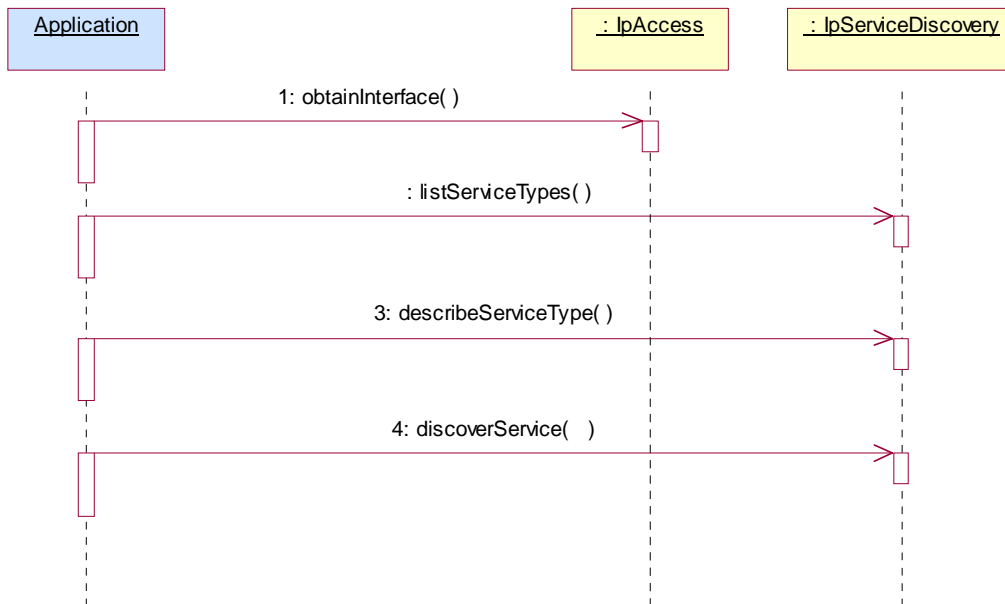 Application
: IpAccess
: IpServiceDiscovery
1: obtainInterface( )
: listServiceTypes( )
3: describeServiceType( )
4: discoverService(   )